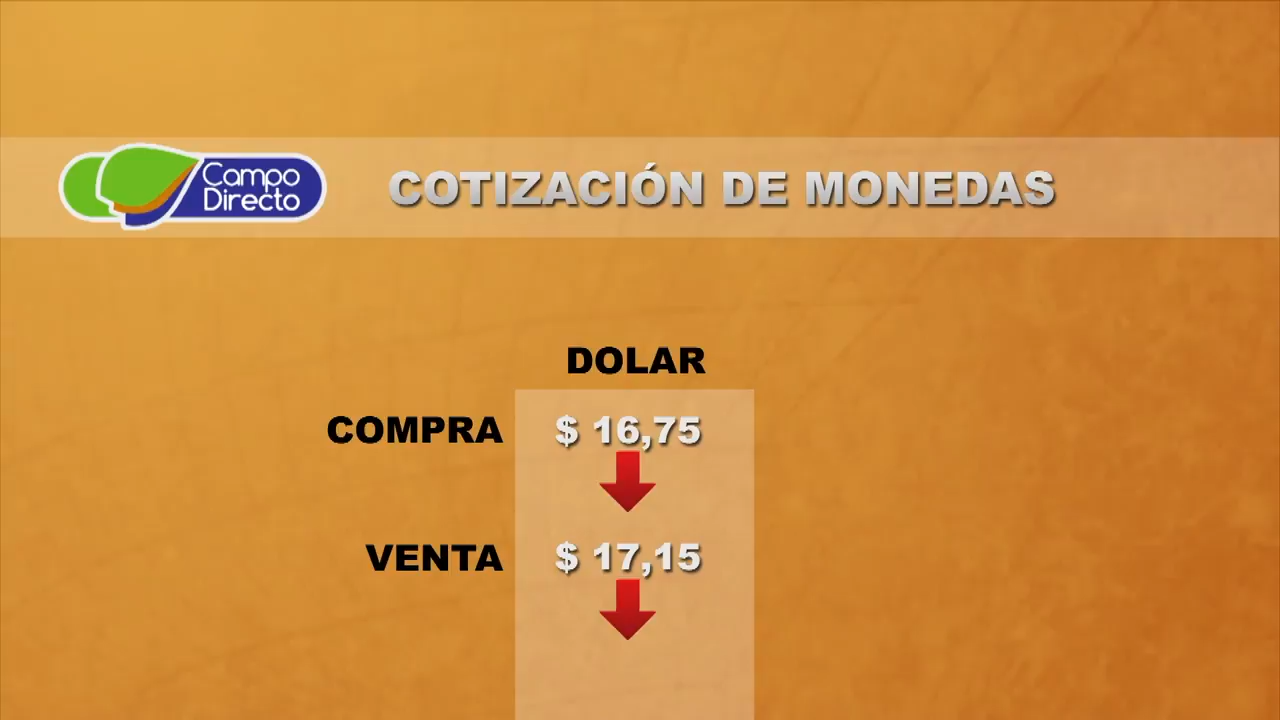 Campo
Directo
COTIZACIÓN DE MONEDAS
DOLAR
COMPRA $ 16,75
VENTA $ 17,15